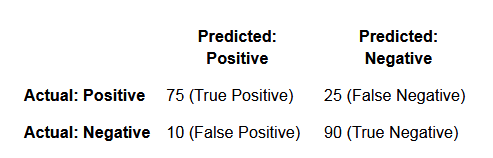 Predicted: Predicted:
Positive Negative
Actual: Positive 75 (True Positive) 25 (False Negative)
Actual: Negative 10 (False Positive) 90 (True Negative)